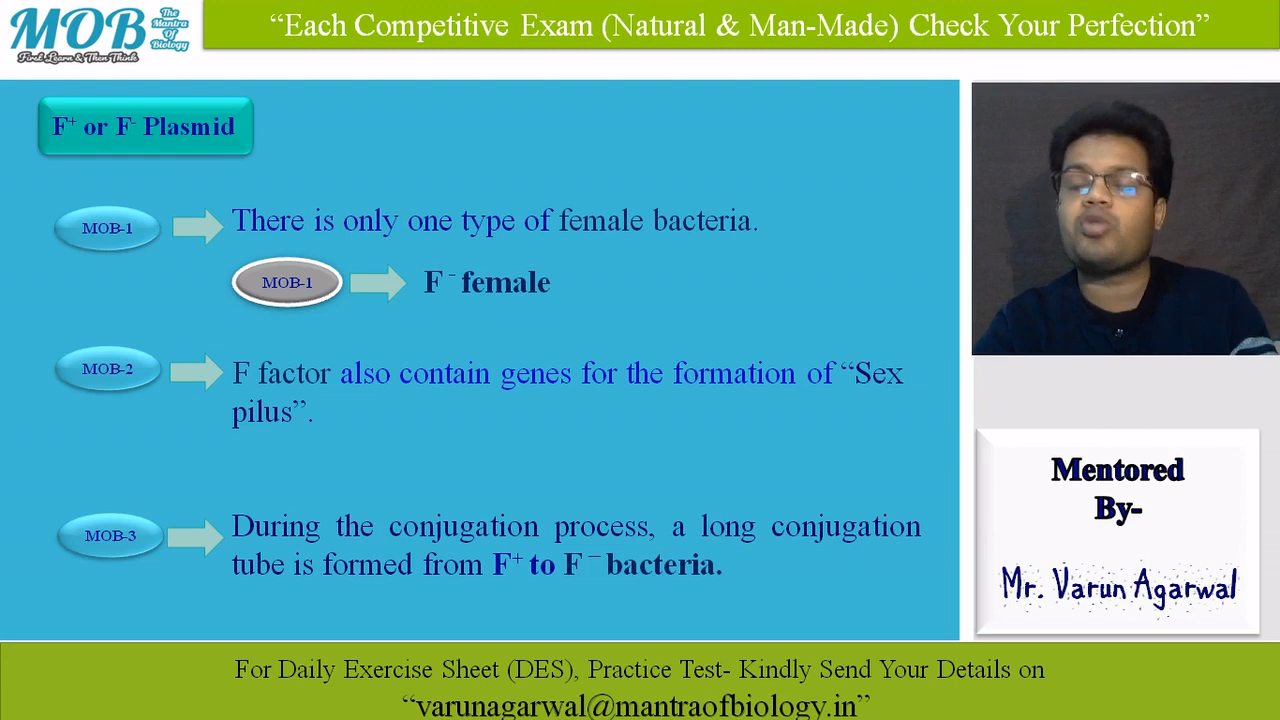 MOB
The
Mantra
Of
Biology
First Learn & Then Think
“Each Competitive Exam (Natural & Man-Made) Check Your Perfection”
F+ or F- Plasmid
MOB-1
There is only one type of female bacteria.
MOB-1
F - female
MOB-2
F factor also contain genes for the formation of “Sex
pilus”.
MOB-3
During the conjugation process, a long conjugation
tube is formed from F+ to F – bacteria.
Mentored
By-
Mr. Varun Agarwal
For Daily Exercise Sheet (DES), Practice Test- Kindly Send Your Details on
“varunagarwal@mantraofbiology.in”